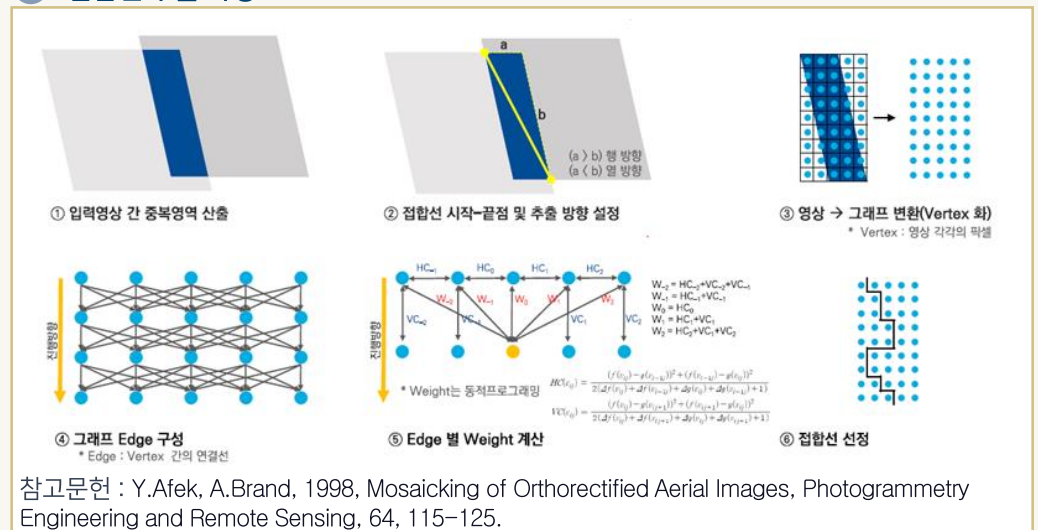 a
b
(a > b) 행 방향
(a < b) 열 방향
① 입력영상 간 중복영역 산출
② 접합선 시작-끝점 및 추출 방향 설정
③ 영상 → 그래프 변환(Vertex 화)
* Vertex : 영상 각각의 픽셀
진행방향
④ 그래프 Edge 구성
* Edge : Vertex 간의 연결선
진행방향
HC₋₁ HC₀ HC₁ HC₂
W₋₁ W₀
VC₋₂ VC₁ VC₂
W₋₂ = HC₋₂+VC₋₂+VC₋₁
W₋₁ = HC₋₁+VC₋₁
W₀ = HC₀
W₁ = HC₁+VC₁
W₂ = HC₂+VC₁+VC₂
* Weight는 동적프로그래밍
⑤ Edge 별 Weight 계산
⑥ 접합선 선정
참고문헌 : Y.Afek, A.Brand, 1998, Mosaicking of Orthorectified Aerial Images, Photogrammetry
Engineering and Remote Sensing, 64, 115-125.